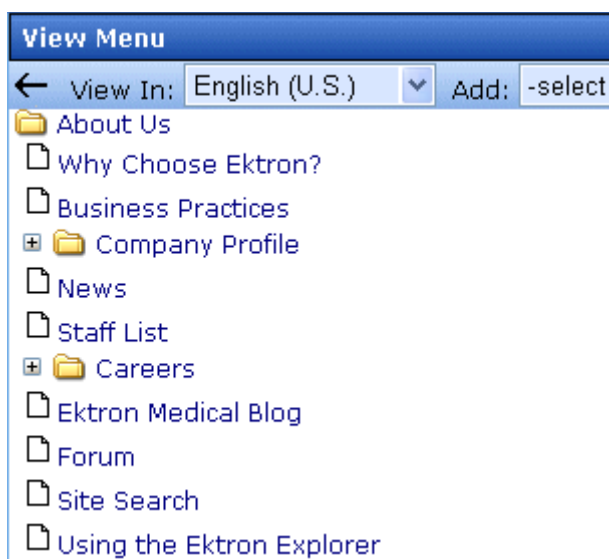 View Menu
View In: English (U.S.) Add: -select
About Us
Why Choose Ektron?
Business Practices
Company Profile
News
Staff List
Careers
Ektron Medical Blog
Forum
Site Search
Using the Ektron Explorer